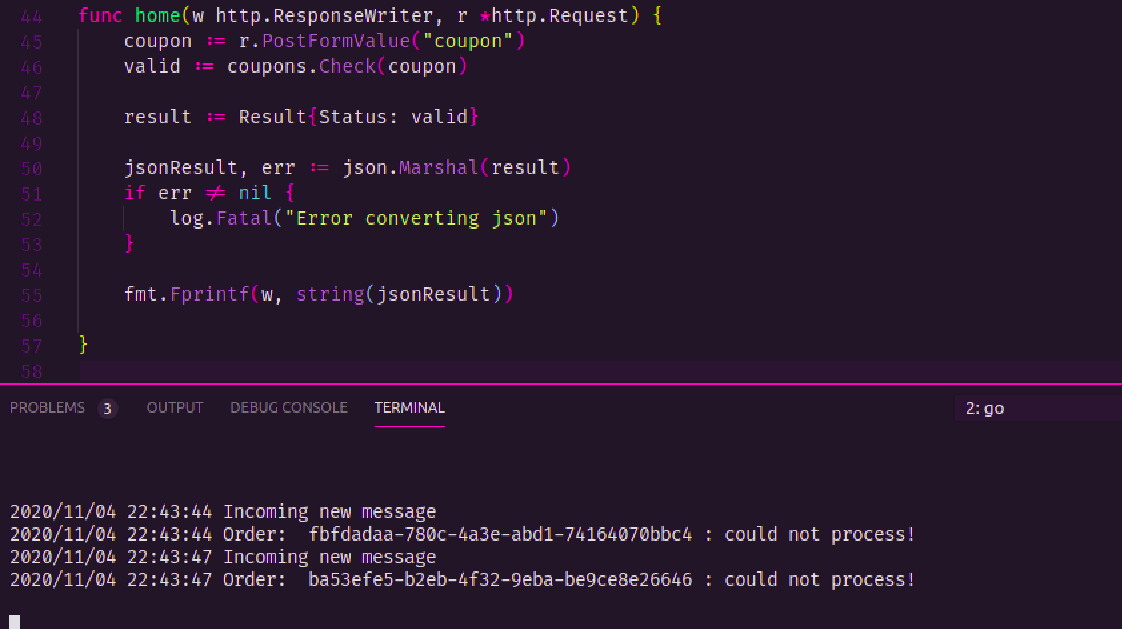 44 func home(w http.ResponseWriter, r *http.Request) {
45 coupon := r.PostFormValue("coupon")
46 valid := coupons.Check(coupon)
47
48 result := Result{Status: valid}
49
50 jsonResult, err := json.Marshal(result)
51 if err != nil {
52 log.Fatal("Error converting json")
53 }
54
55 fmt.Fprintf(w, string(jsonResult))
56
57 }
58
PROBLEMS 3 OUTPUT DEBUG CONSOLE TERMINAL 2: go
2020/11/04 22:43:44 Incoming new message
2020/11/04 22:43:44 Order:  fbfdadaa-780c-4a3e-abd1-74164070bbc4 : could not process!
2020/11/04 22:43:47 Incoming new message
2020/11/04 22:43:47 Order:  ba53efe5-b2eb-4f32-9eba-be9ce8e26646 : could not process!